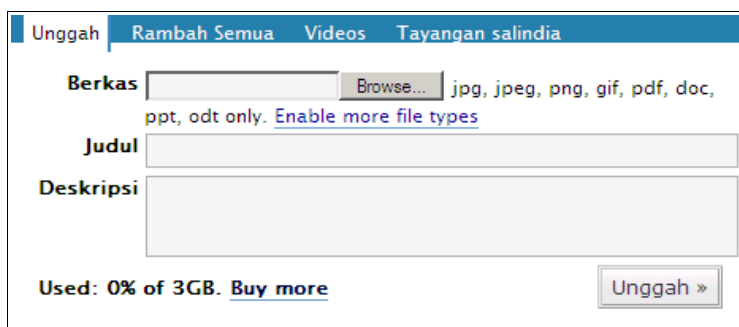 Unggah Rambah Semua Videos Tayangan salindia
Berkas Browse... jpg, jpeg, png, gif, pdf, doc,
ppt, odt only. Enable more file types
Judul
Deskripsi
Used: 0% of 3GB. Buy more Unggah »